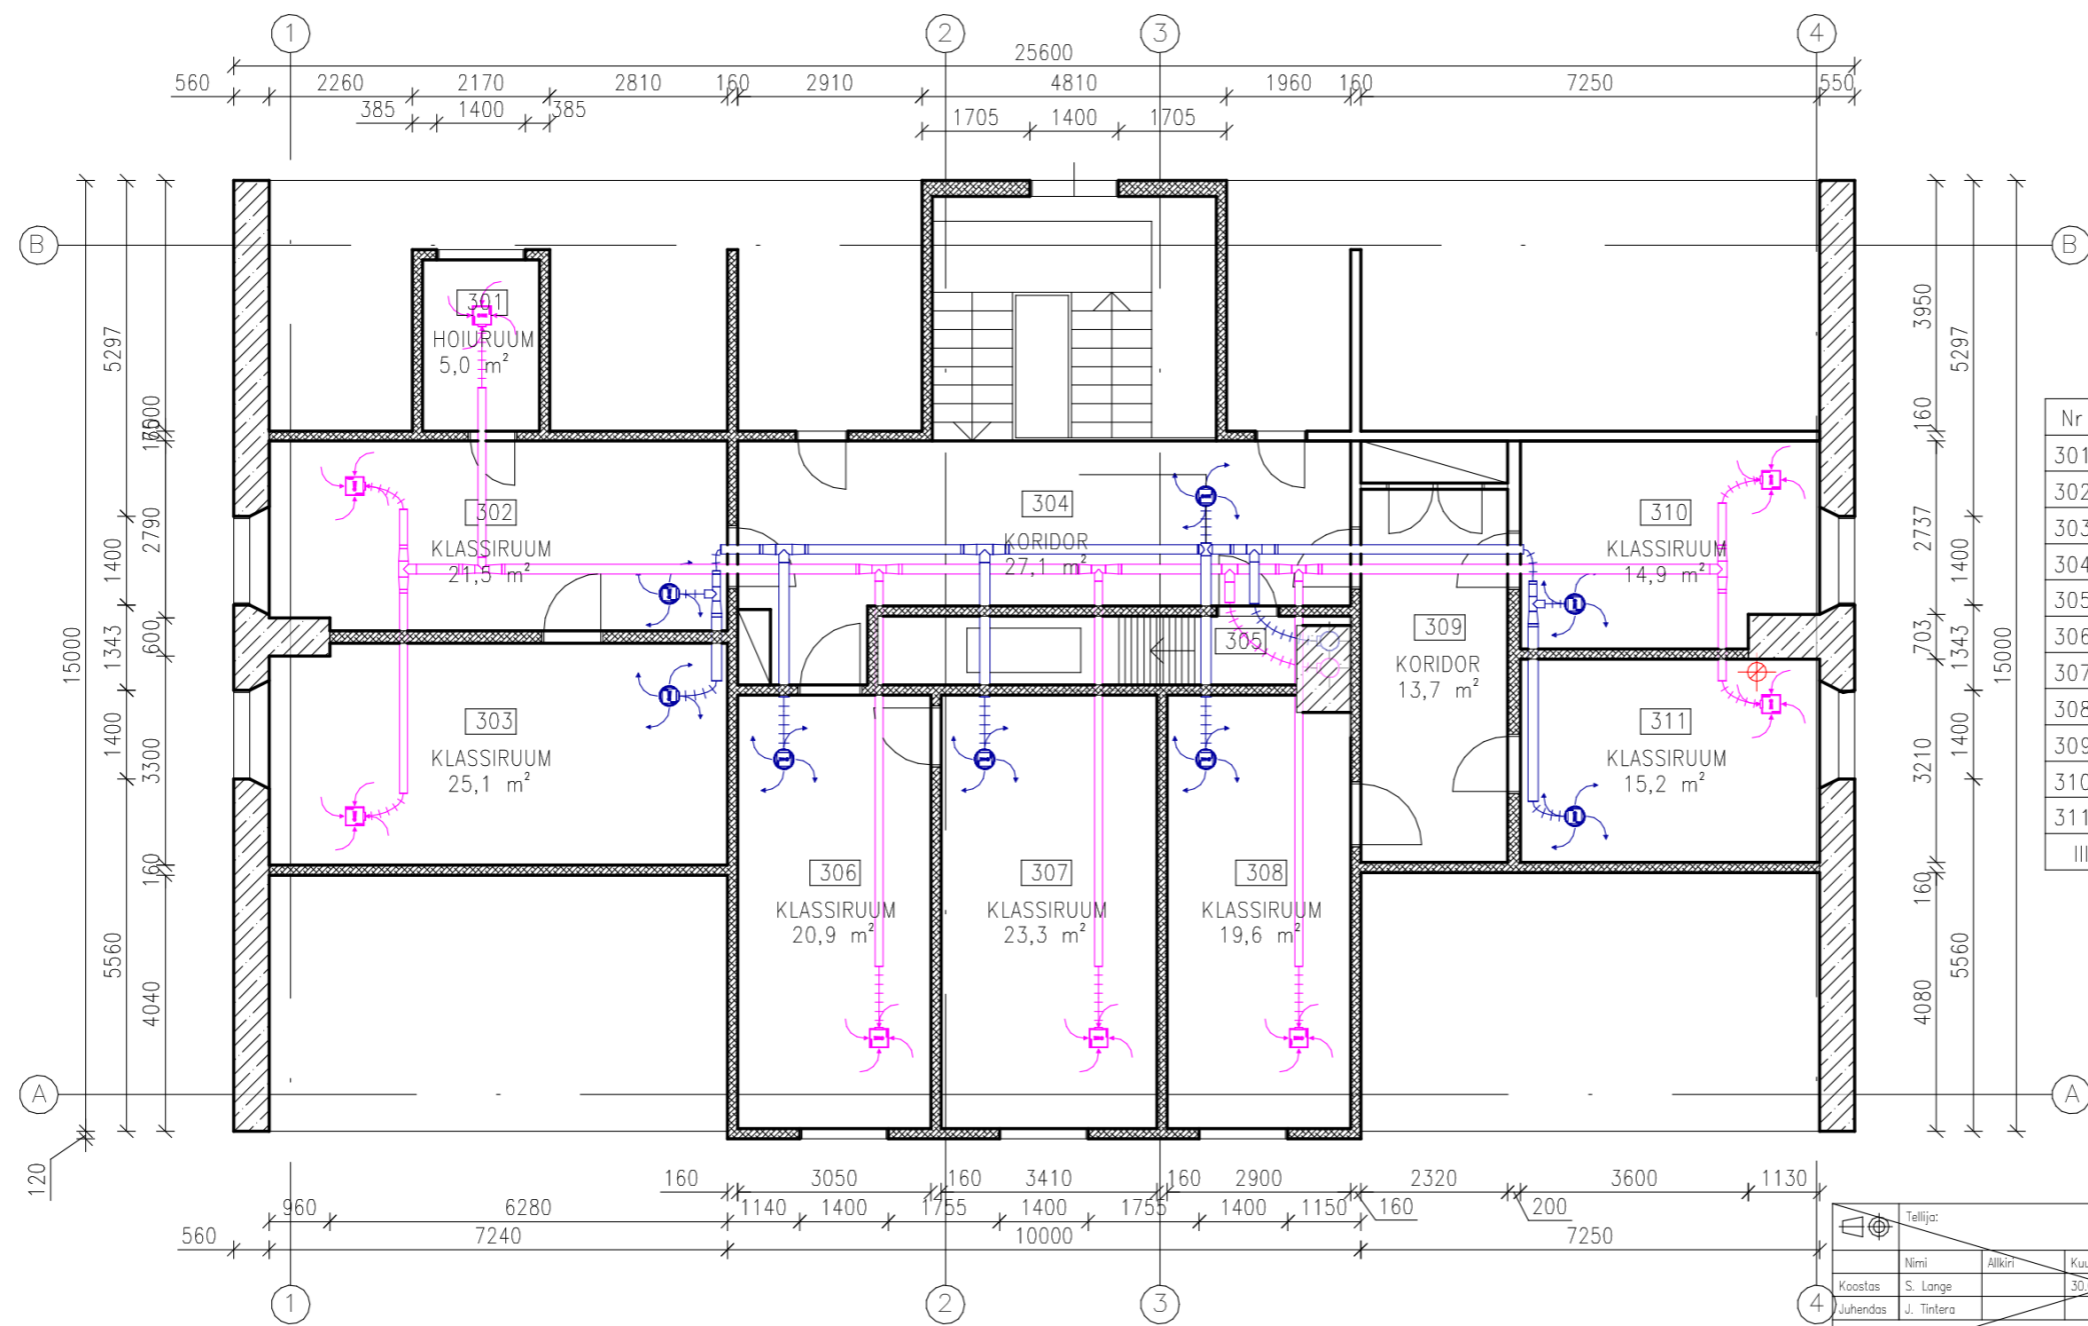 1 2 3 4
25600
560 2260 2170 2810 160 2910 4810 1960 160 7250 550
385 1400 385 1705 1400 1705
B B
301
HOIURUUM
5,0 m²
302
KLASSIRUUM
21,5 m²
304
KORIDOR
27,1 m²
310
KLASSIRUUM
14,9 m²
305
309
KORIDOR
13,7 m²
303
KLASSIRUUM
25,1 m²
311
KLASSIRUUM
15,2 m²
306
KLASSIRUUM
20,9 m²
307
KLASSIRUUM
23,3 m²
308
KLASSIRUUM
19,6 m²
15000
120
5297
1400
1343
1400
5560
2790
600
3300
160
4040
3950
160
2737
703
3210
160
4080
5297
1400
1343
1400
5560
15000
A A
160 3050 160 3410 160 2900 2320 3600 1130
960 6280 1140 1400 1755 1400 1755 1400 1150 160 200
560 7240 10000 7250
1 2 3 4
Nr
301
302
303
304
305
306
307
308
309
310
311
III
Tellija:
Nimi Allkiri
Koostas S. Lange 30.
Juhendas J. Tintera